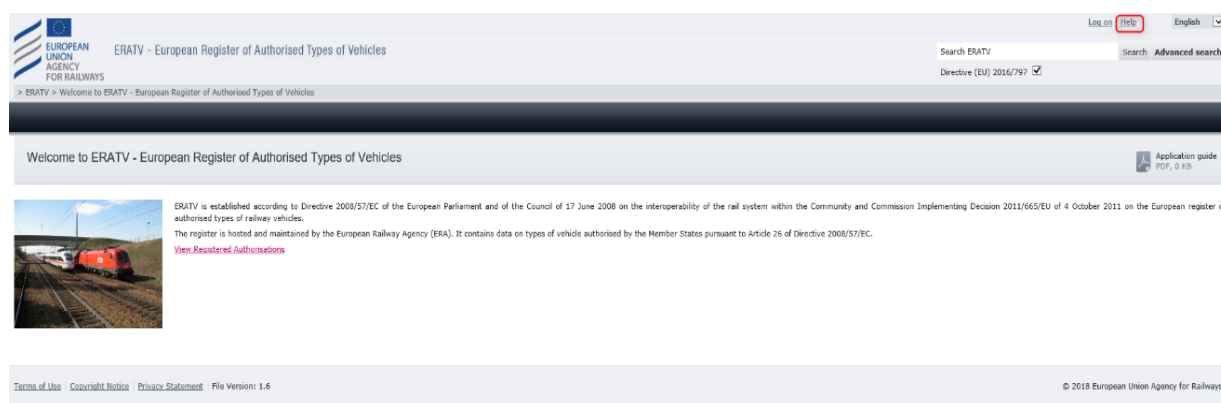 Log on Help English
EUROPEAN
UNION
AGENCY
FOR RAILWAYS
ERATV - European Register of Authorised Types of Vehicles
Search ERATV Search Advanced search
Directive (EU) 2016/797
> ERATV > Welcome to ERATV - European Register of Authorised Types of Vehicles
Welcome to ERATV - European Register of Authorised Types of Vehicles
Application guide
PDF, 0 KB
ERATV is established according to Directive 2008/57/EC of the European Parliament and of the Council of 17 June 2008 on the interoperability of the rail system within the Community and Commission Implementing Decision 2011/665/EU of 4 October 2011 on the European register
authorised types of railway vehicles.
The register is hosted and maintained by the European Railway Agency (ERA). It contains data on types of vehicle authorised by the Member States pursuant to Article 26 of Directive 2008/57/EC.
View Registered Authorisations
Terms of Use Copyright Notice Privacy Statement File Version: 1.6
© 2018 European Union Agency for Railways